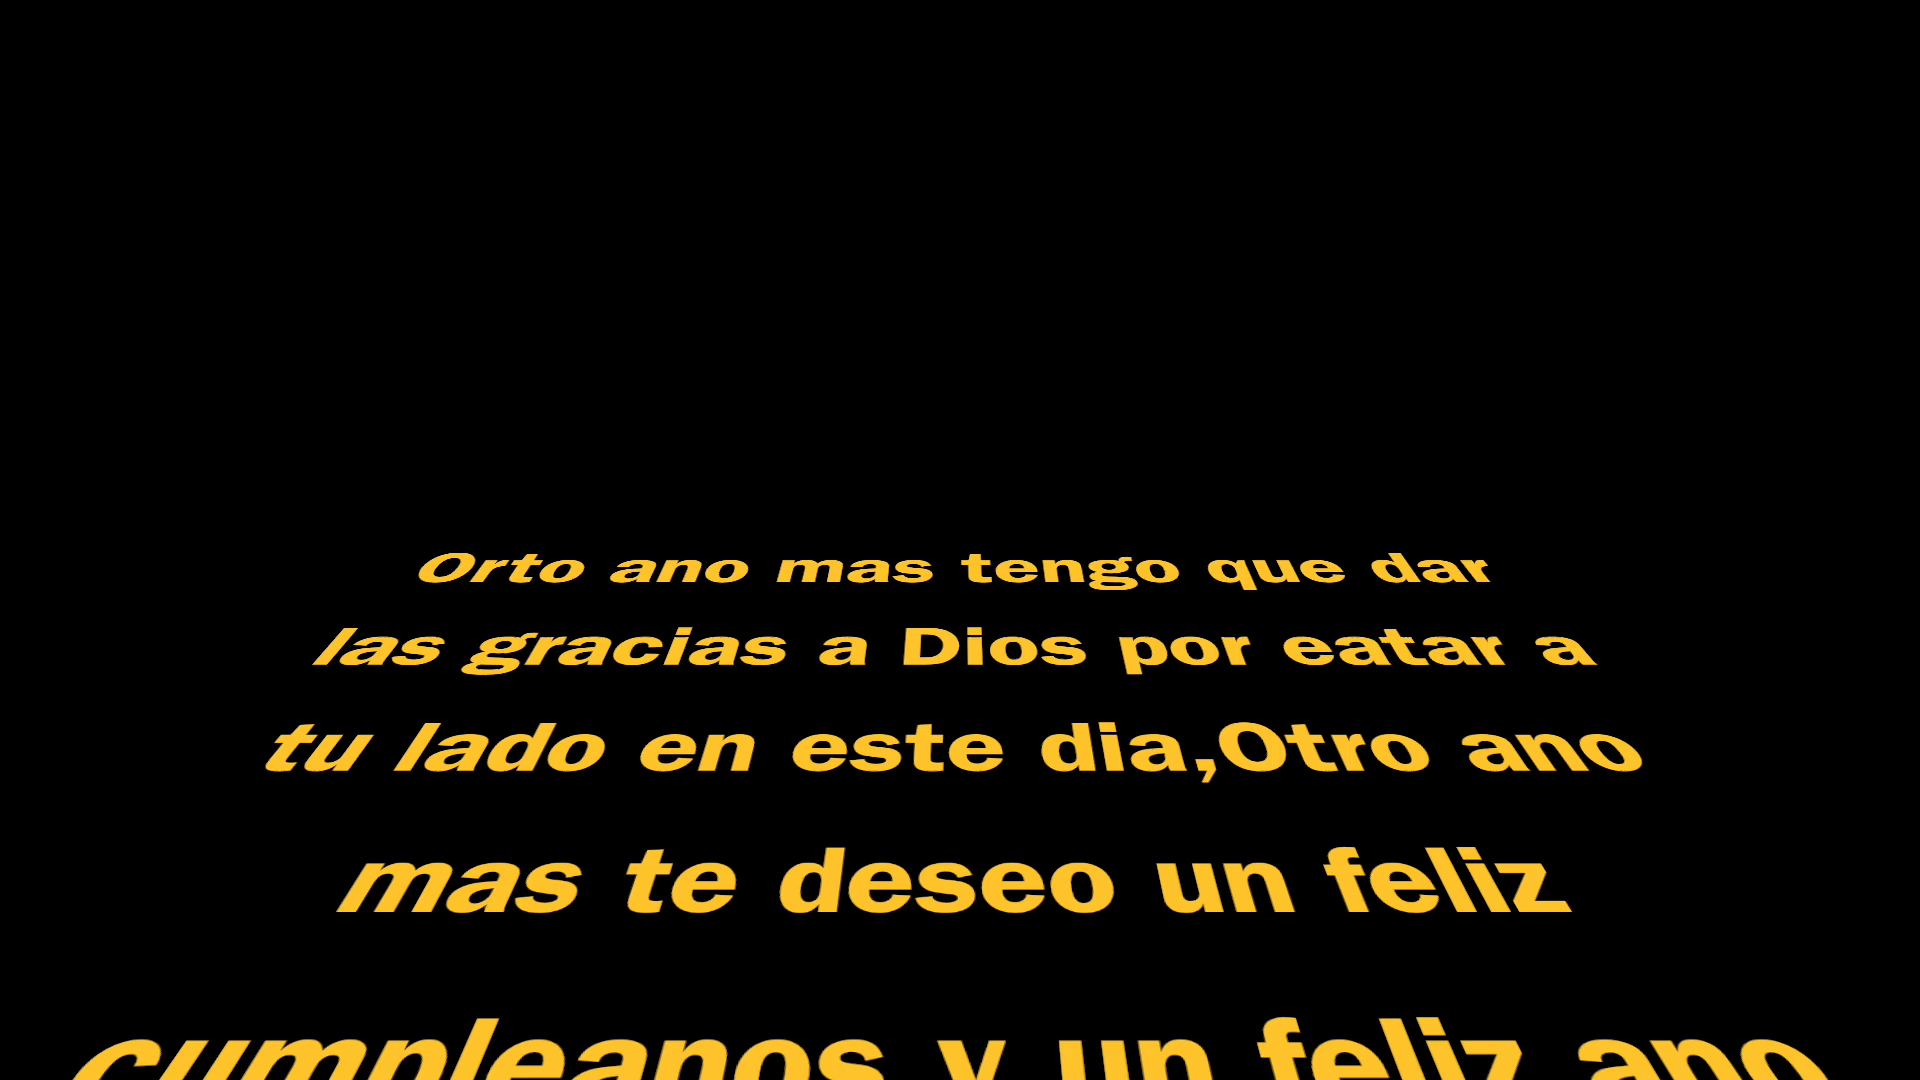 Orto ano mas tengo que dar
las gracias a Dios por eatar a
tu lado en este dia,Otro ano
mas te deseo un feliz
cumpleanos y un feliz ano